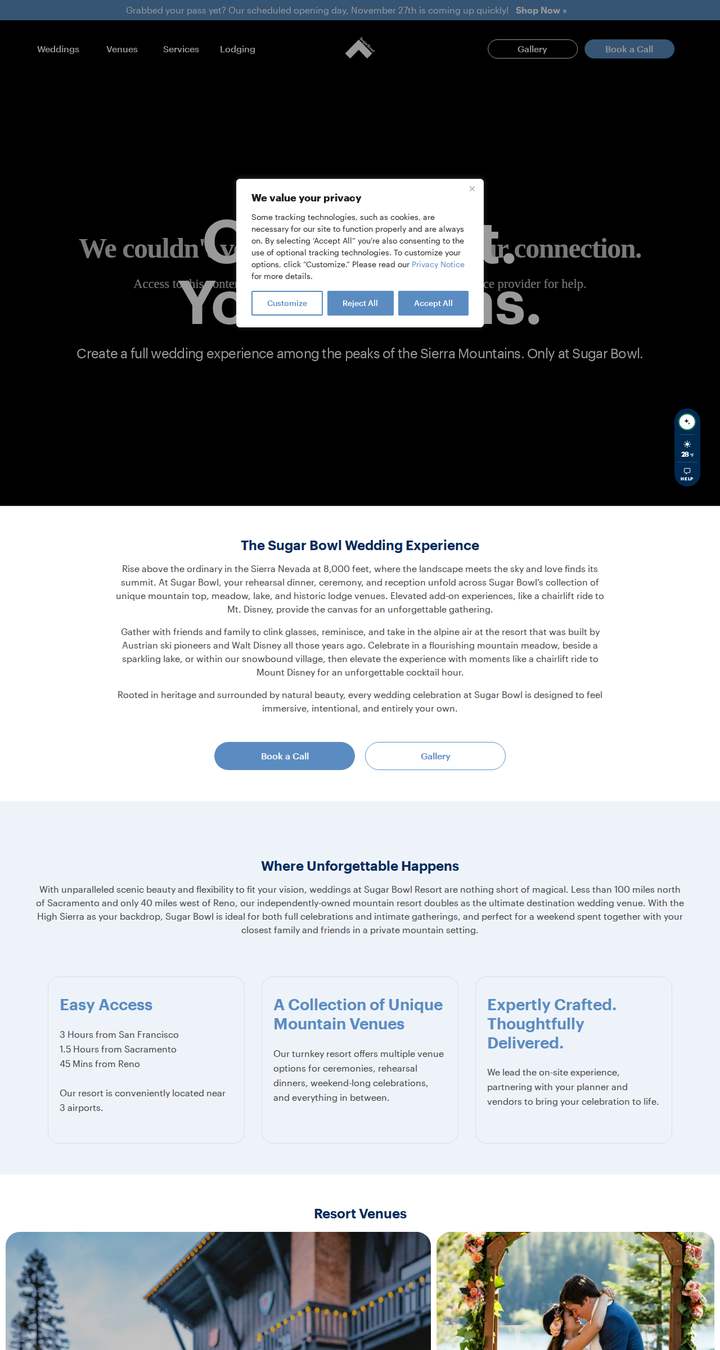 Grabbed your pass yet? Our scheduled opening day, November 27th is coming up quickly! Shop Now »
Weddings Venues Services Lodging Gallery Book a Call
We value your privacy
Some tracking technologies, such as cookies, are
necessary for our site to function properly and are always
on. By selecting "Accept All" you're also consenting to the
use of optional tracking technologies. To customize your
options, click "Customize." Please read our Privacy Notice
for more details.
Customize Reject All Accept All
We couldn' connection.
Access to this ce provider for help.
Create a full wedding experience among the peaks of the Sierra Mountains. Only at Sugar Bowl.
28 °F
HELP
The Sugar Bowl Wedding Experience
Rise above the ordinary in the Sierra Nevada at 8,000 feet, where the landscape meets the sky and love finds its
summit. At Sugar Bowl, your rehearsal dinner, ceremony, and reception unfold across Sugar Bowl's collection of
unique mountain top, meadow, lake, and historic lodge venues. Elevated add-on experiences, like a chairlift ride to
Mt. Disney, provide the canvas for an unforgettable gathering.
Gather with friends and family to clink glasses, reminisce, and take in the alpine air at the resort that was built by
Austrian ski pioneers and Walt Disney all those years ago. Celebrate in a flourishing mountain meadow, beside a
sparkling lake, or within our snowbound village, then elevate the experience with moments like a chairlift ride to
Mount Disney for an unforgettable cocktail hour.
Rooted in heritage and surrounded by natural beauty, every wedding celebration at Sugar Bowl is designed to feel
immersive, intentional, and entirely your own.
Book a Call Gallery
Where Unforgettable Happens
With unparalleled scenic beauty and flexibility to fit your vision, weddings at Sugar Bowl Resort are nothing short of magical. Less than 100 miles north
of Sacramento and only 40 miles west of Reno, our independently-owned mountain resort doubles as the ultimate destination wedding venue. With the
High Sierra as your backdrop, Sugar Bowl is ideal for both full celebrations and intimate gatherings, and perfect for a weekend spent together with your
closest family and friends in a private mountain setting.
Easy Access
3 Hours from San Francisco
1.5 Hours from Sacramento
45 Mins from Reno
Our resort is conveniently located near
3 airports.
A Collection of Unique
Mountain Venues
Our turnkey resort offers multiple venue
options for ceremonies, rehearsal
dinners, weekend-long celebrations,
and everything in between.
Expertly Crafted.
Thoughtfully
Delivered.
We lead the on-site experience,
partnering with your planner and
vendors to bring your celebration to life.
Resort Venues